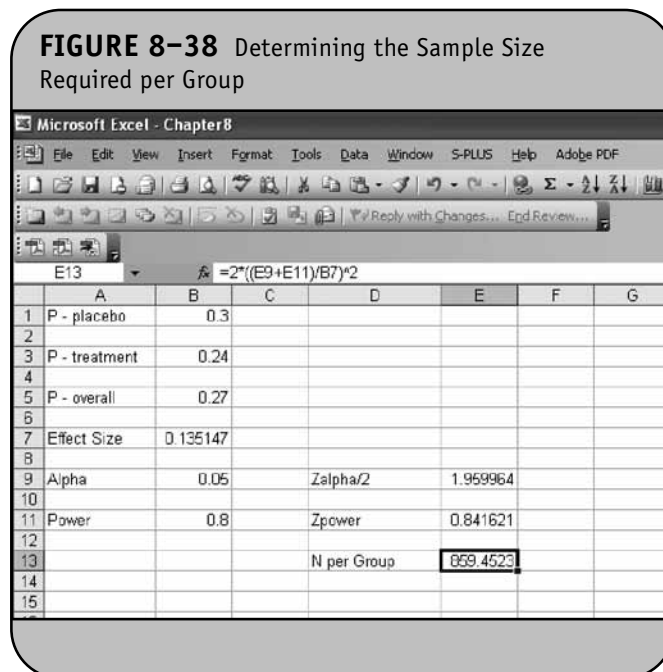 FIGURE 8–38 Determining the Sample Size
Required per Group
Microsoft Excel - Chapter8
File Edit View Insert Format Tools Data Window S-PLUS Help Adobe PDF
Reply with Changes... End Review...
E13 fx =2*((E9+E11)/B7)^2
A B C D E F G
1 P - placebo 0.3
2
3 P - treatment 0.24
4
5 P - overall 0.27
6
7 Effect Size 0.135147
8
9 Alpha 0.05 Zalpha/2 1.959964
10
11 Power 0.8 Zpower 0.841621
12
13 N per Group 859.4523
14
15